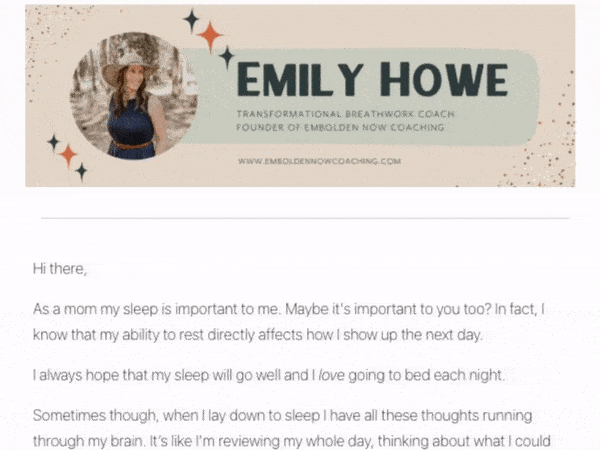 EMILY HOWE
TRANSFORMATIONAL BREATHWORK COACH
FOUNDER OF EMBOLDEN NOW COACHING
WWW.EMBOLDENNOWCOACHING.COM
Hi there,
As a mom my sleep is important to me. Maybe it's important to you too? In fact, I
know that my ability to rest directly affects how I show up the next day.
I always hope that my sleep will go well and I love going to bed each night.
Sometimes though, when I lay down to sleep I have all these thoughts running
through my brain. It's like I'm reviewing my whole day, thinking about what I could